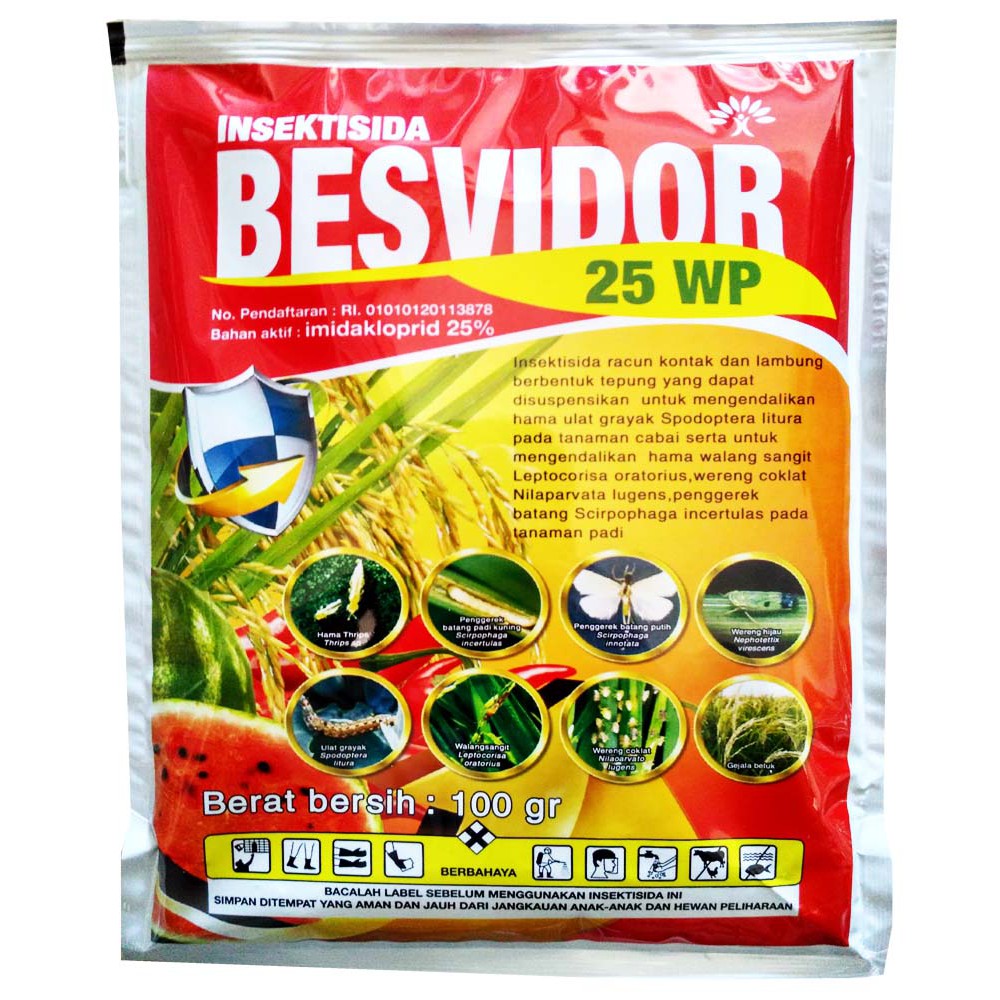 INSEKTISIDA
BESVIDOR
25 WP
No. Pendaftaran : RI. 01010120113878
Bahan aktif : imidakloprid 25%
Insektisida racun kontak dan lambung
berbentuk tepung yang dapat
disuspensikan untuk mengendalikan
hama ulat grayak Spodoptera litura
pada tanaman cabai serta untuk
mengendalikan hama walang sangit
Leptocorisa oratorius,wereng coklat
Nilaparvata lugens,penggerek
batang Scirpophaga incertulas pada
tanaman padi
Hama Thrips
Thrips sp
Penggerek
batang padi kuning
Scirpophaga
incertulas
Penggerek batang putih
Scirpophaga
innotata
Wereng hijau
Nephotettix
virescens
Ulat grayak
Spodoptera
litura
Walangsangit
Leptocorisa
oratorius
Wereng coklat
Nilaparvato
lugens
Gejala beluk
Berat bersih : 100 gr
BERBAHAYA
BACALAH LABEL SEBELUM MENGGUNAKAN INSEKTISIDA INI
SIMPAN DITEMPAT YANG AMAN DAN JAUH DARI JANGKAUAN ANAK-ANAK DAN HEWAN PELIHARAAN